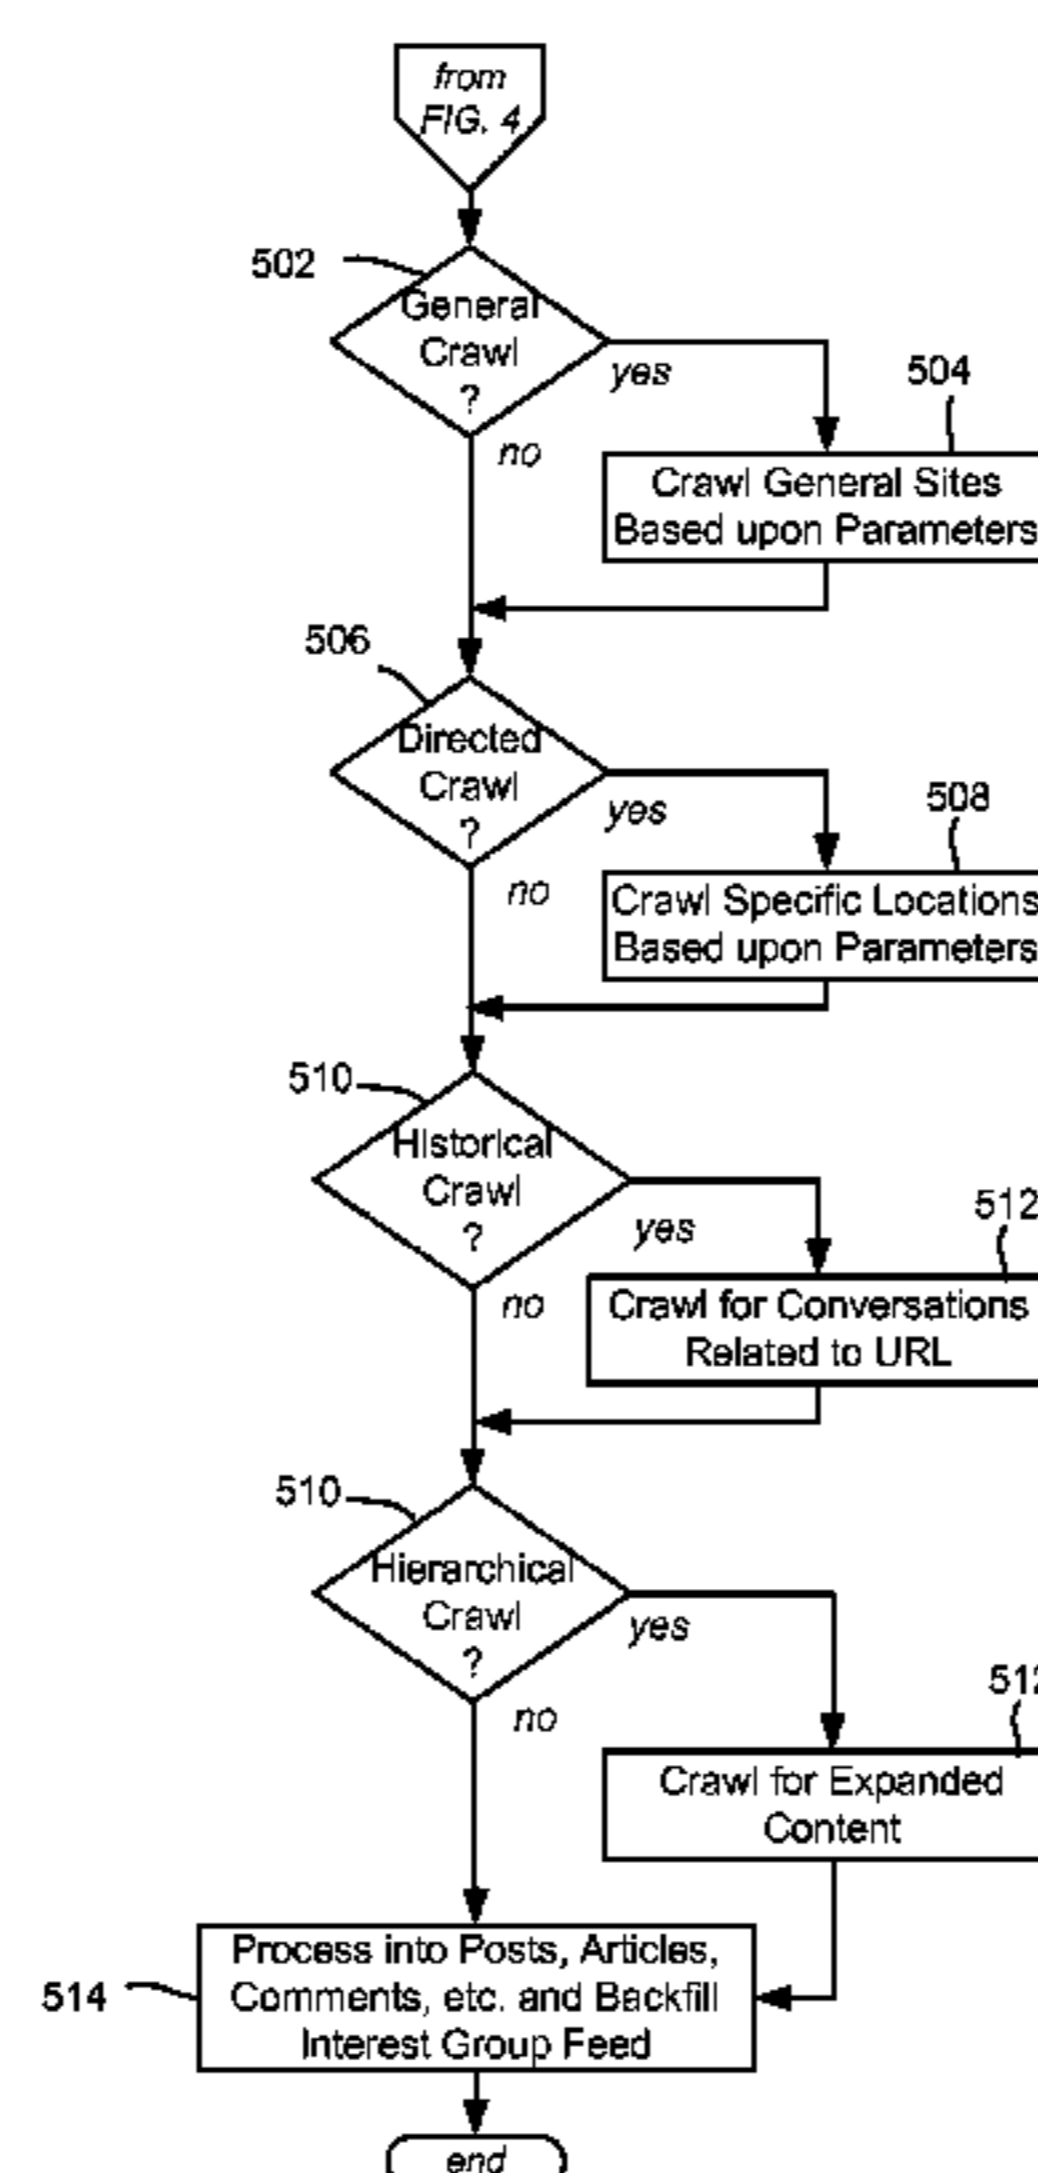 from
FIG. 4
502
General
Crawl
?
yes
504
no
Crawl General Sites
Based upon Parameters
506
Directed
Crawl
?
yes
508
no
Crawl Specific Locations
Based upon Parameters
510
Historical
Crawl
?
yes
512
no
Crawl for Conversations
Related to URL
510
Hierarchical
Crawl
?
yes
512
no
Crawl for Expanded
Content
514
Process into Posts, Articles,
Comments, etc. and Backfill
Interest Group Feed
end